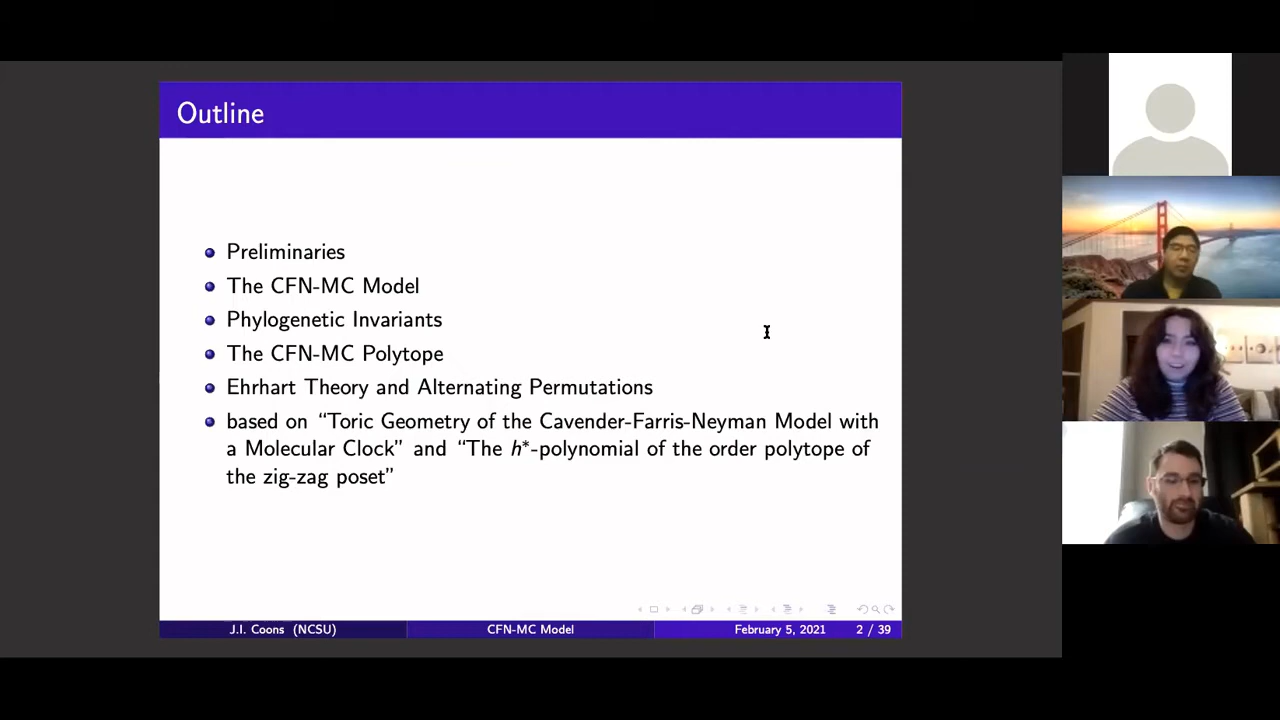 Outline
Preliminaries
The CFN-MC Model
Phylogenetic Invariants
The CFN-MC Polytope
Ehrhart Theory and Alternating Permutations
based on “Toric Geometry of the Cavender-Farris-Neyman Model with
a Molecular Clock” and “The h*-polynomial of the order polytope of
the zig-zag poset”
J.I. Coons (NCSU) CFN-MC Model February 5, 2021 2 / 39